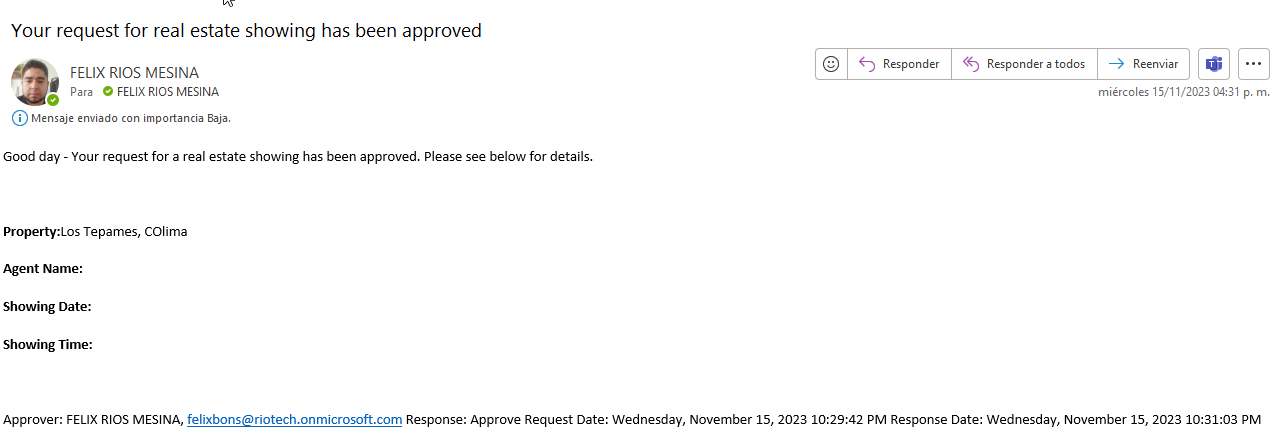 Your request for real estate showing has been approved
FELIX RIOS MESINA
Para FELIX RIOS MESINA
Responder
Responder a todos
Reenviar
miércoles 15/11/2023 04:31 p. m.
Mensaje enviado con importancia Baja.
Good day - Your request for a real estate showing has been approved. Please see below for details.
Property:Los Tepames, COlima
Agent Name:
Showing Date:
Showing Time:
Approver: FELIX RIOS MESINA, felixbons@riotech.onmicrosoft.com Response: Approve Request Date: Wednesday, November 15, 2023 10:29:42 PM Response Date: Wednesday, November 15, 2023 10:31:03 PM